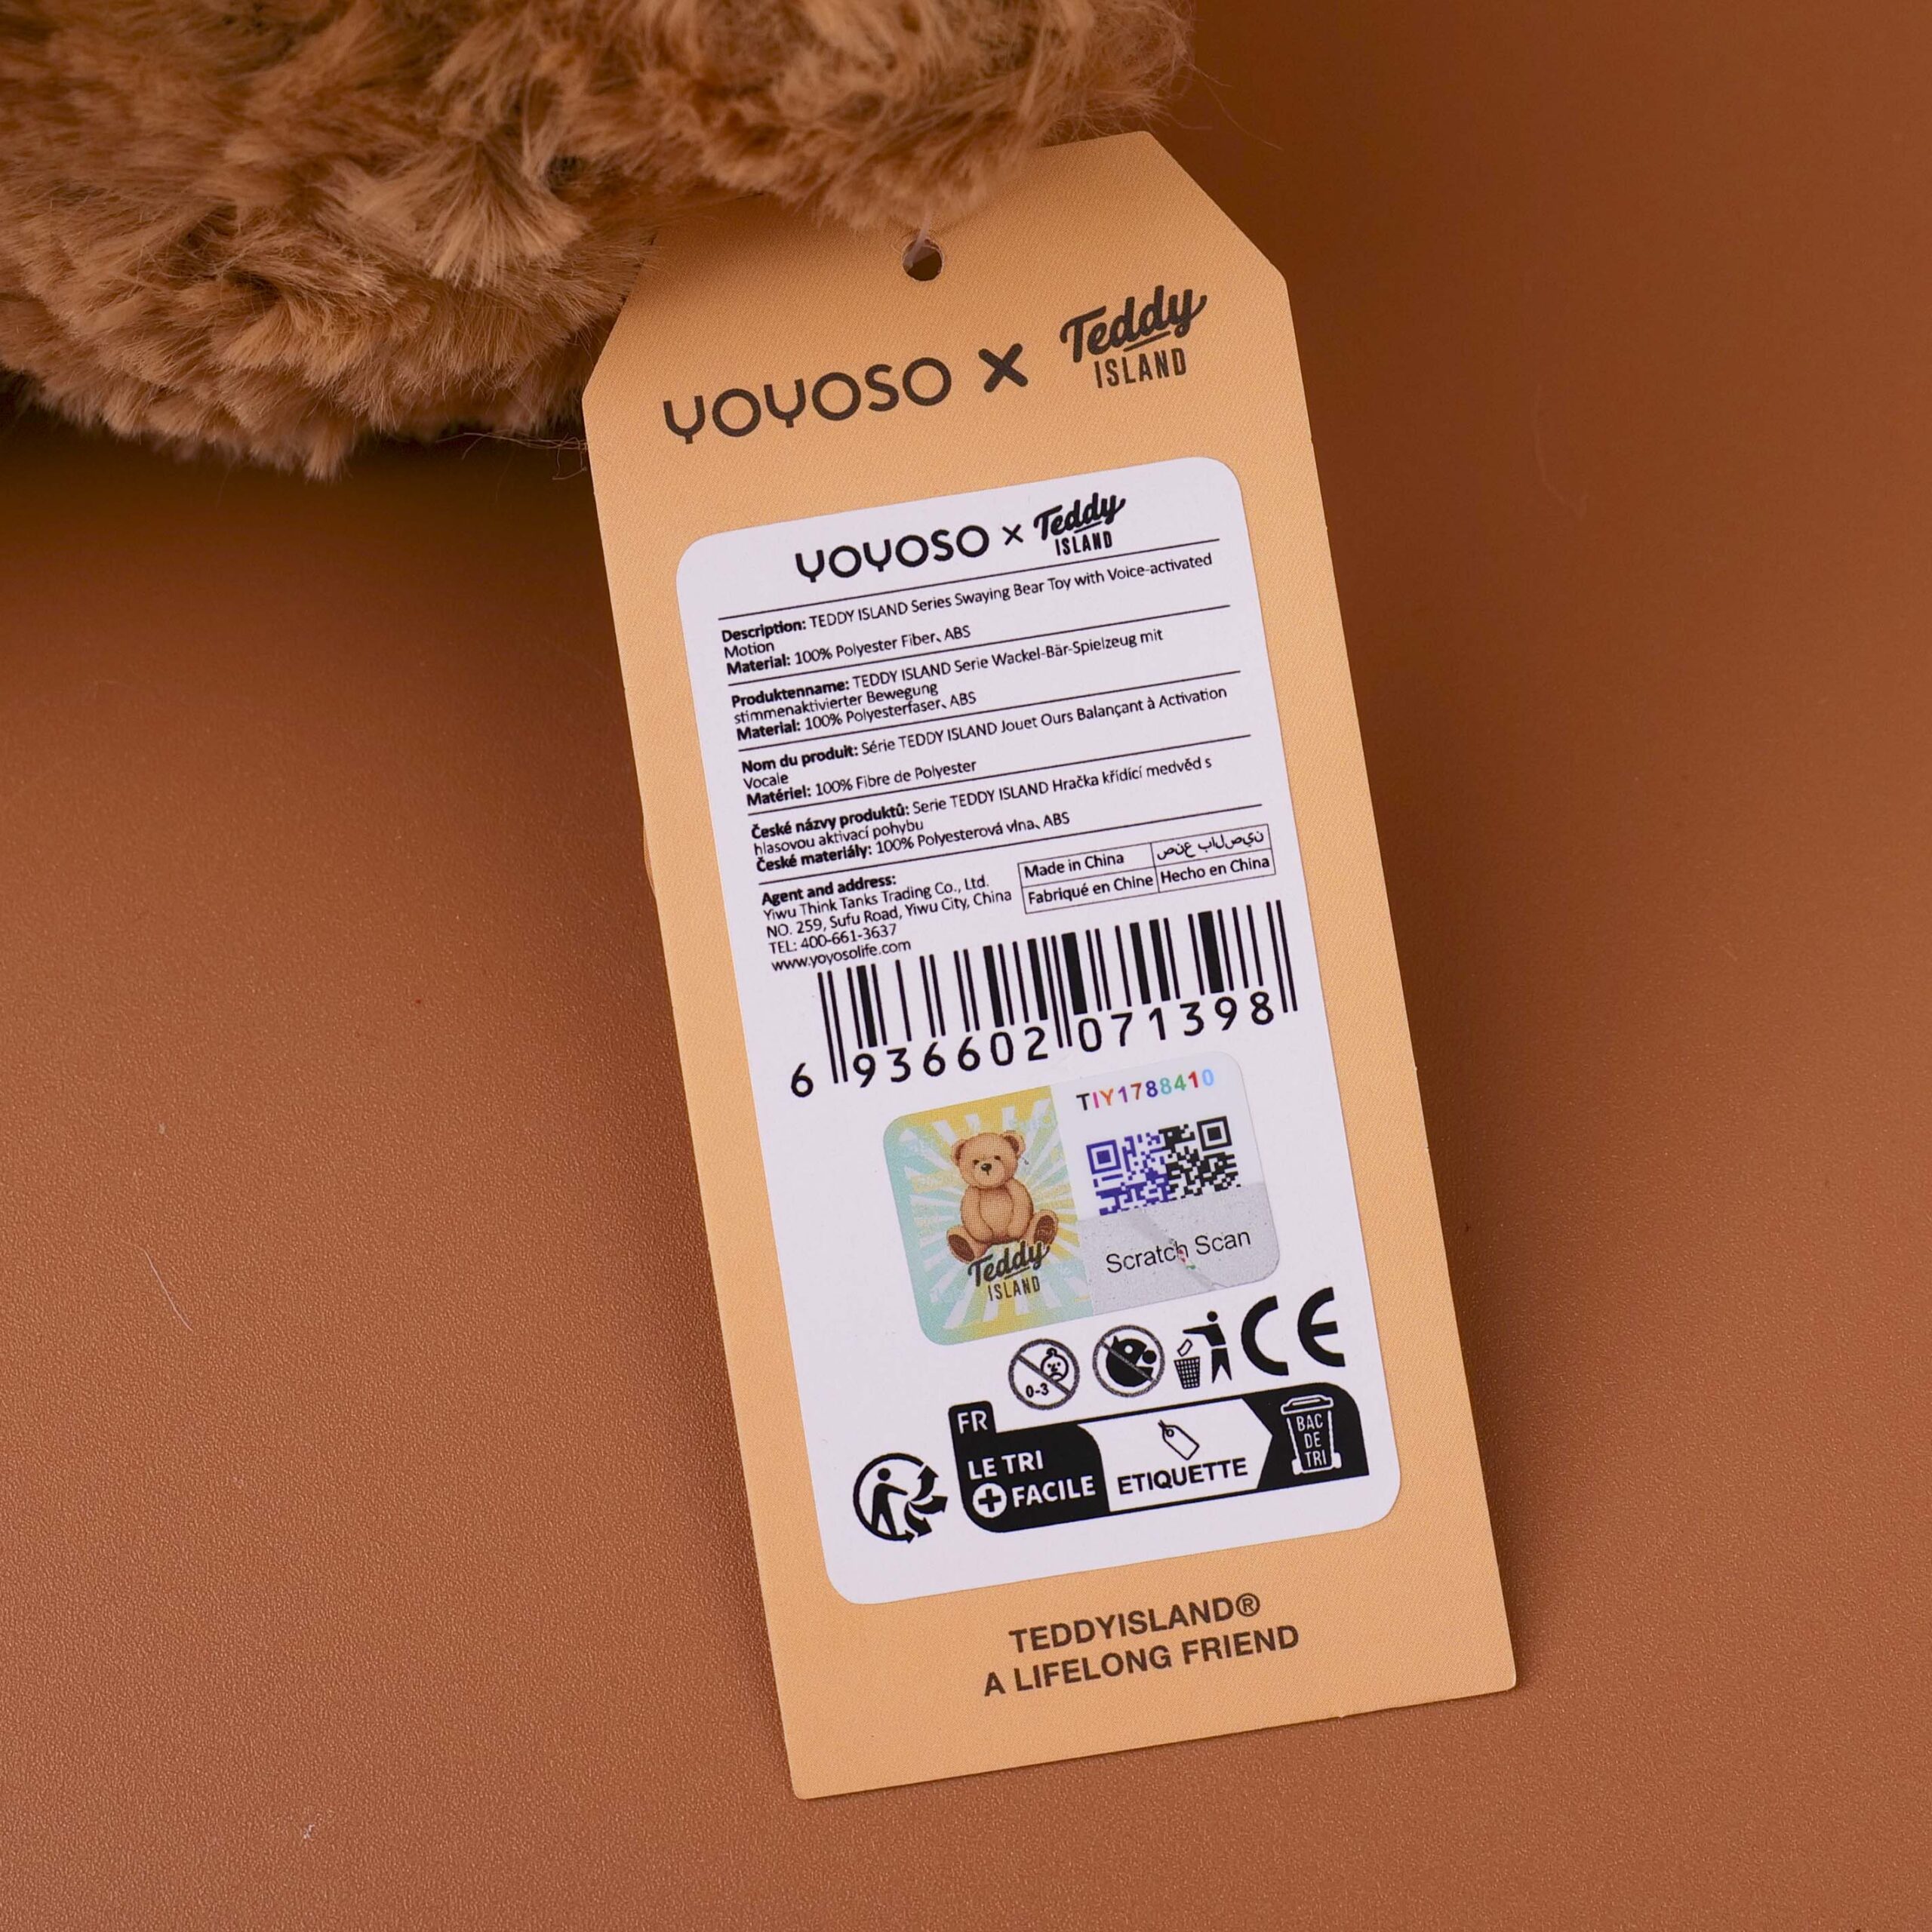 YOYOSO X Teddy ISLAND
YOYOSO × Teddy ISLAND
Description: TEDDY ISLAND Series Swaying Bear Toy with Voice-activated
Motion
Material: 100% Polyester Fiber、ABS
Produktenname: TEDDY ISLAND Serie Wackel-Bär-Spielzeug mit
stimmenaktivierter Bewegung
Material: 100% Polyesterfaser、ABS
Nom du produit: Série TEDDY ISLAND Jouet Ours Balançant à Activation
Vocale
Matériel: 100% Fibre de Polyester
České názvy produktů: Serie TEDDY ISLAND Hračka křídící medvěd s
hlasovou aktivací pohybu
České materiály: 100% Polyesterová vlna、ABS
Agent and address:
Yiwu Think Tanks Trading Co., Ltd.
NO. 259, Sufu Road, Yiwu City, China
TEL: 400-661-3637
www.yoyosolife.com
Made in China
Fabriqué en Chine
Hecho en China
6 936602 071398
TIY1788410
Teddy
ISLAND
Scratch Scan
0-3
CE
FR
LE TRI
+ FACILE
ETIQUETTE
BAC
DE
TRI
TEDDYISLAND®
A LIFELONG FRIEND